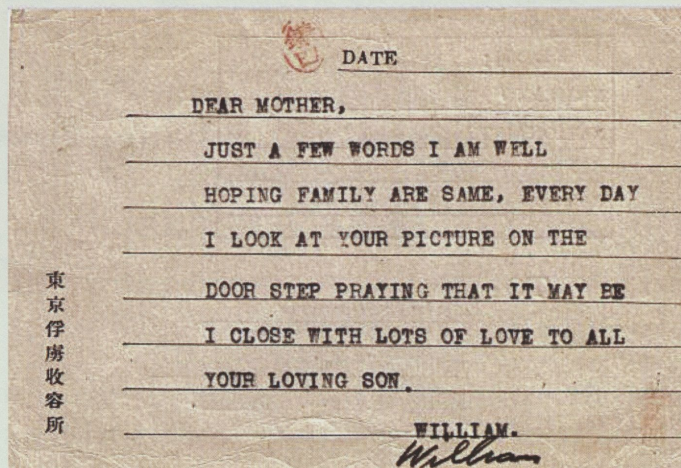 DATE
DEAR MOTHER,
JUST A FEW WORDS I AM WELL
HOPING FAMILY ARE SAME, EVERY DAY
I LOOK AT YOUR PICTURE ON THE
DOOR STEP PRAYING THAT IT MAY BE
I CLOSE WITH LOTS OF LOVE TO ALL
YOUR LOVING SON.
WILLIAM.
William
東京俘虜收容所